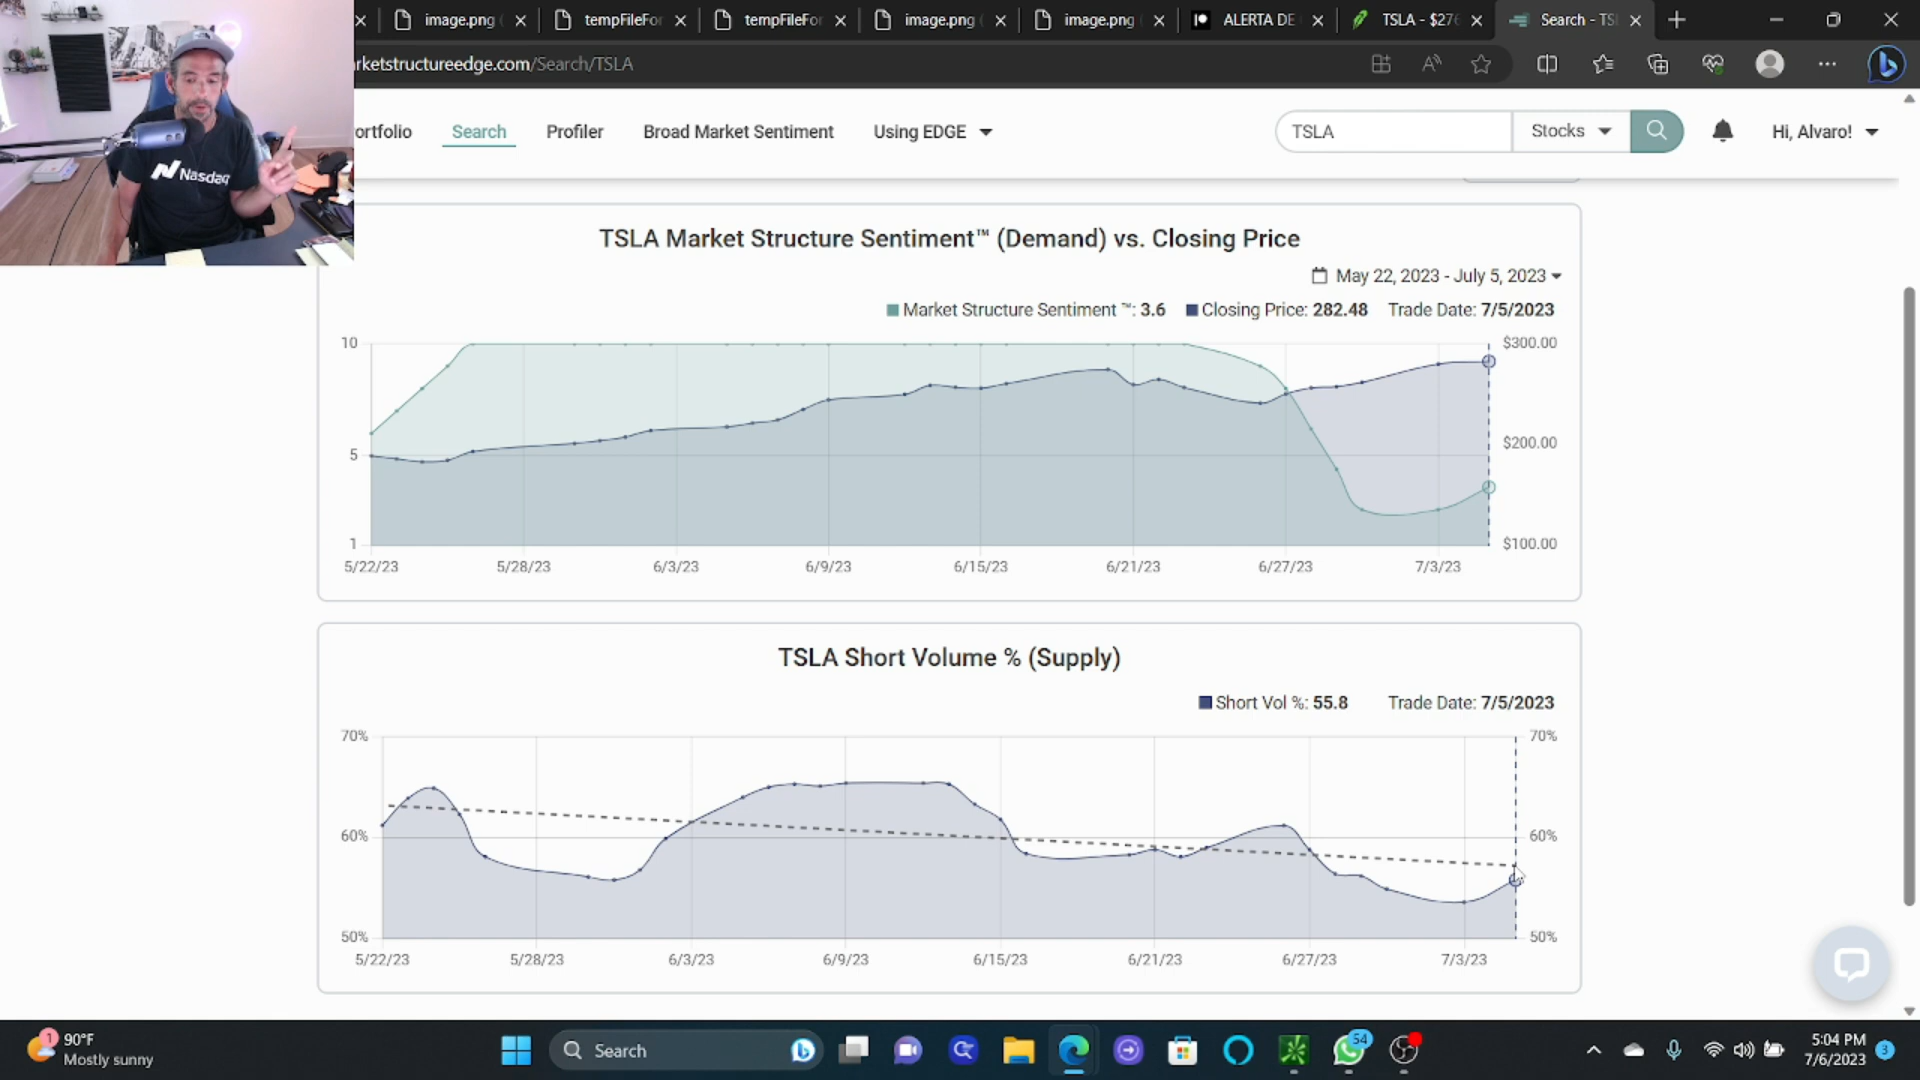 image.png
tempFileFor
tempFileFor
image.png
image.png
ALERTA DE
TSLA - $276
Search - TSL
rketstructureedge.com/Search/TSLA
ortfolio
Search
Profiler
Broad Market Sentiment
Using EDGE
TSLA
Stocks
Hi, Alvaro!
Nasdaq
TSLA Market Structure Sentiment™ (Demand) vs. Closing Price
May 22, 2023 - July 5, 2023
Market Structure Sentiment ™: 3.6 Closing Price: 282.48 Trade Date: 7/5/2023
10
5
1
$300.00
$200.00
$100.00
5/22/23 5/28/23 6/3/23 6/9/23 6/15/23 6/21/23 6/27/23 7/3/23
TSLA Short Volume % (Supply)
Short Vol %: 55.8 Trade Date: 7/5/2023
70%
60%
50%
70%
60%
50%
5/22/23 5/28/23 6/3/23 6/9/23 6/15/23 6/21/23 6/27/23 7/3/23
1
90°F
Mostly sunny
Search
54
5:04 PM
7/6/2023
3